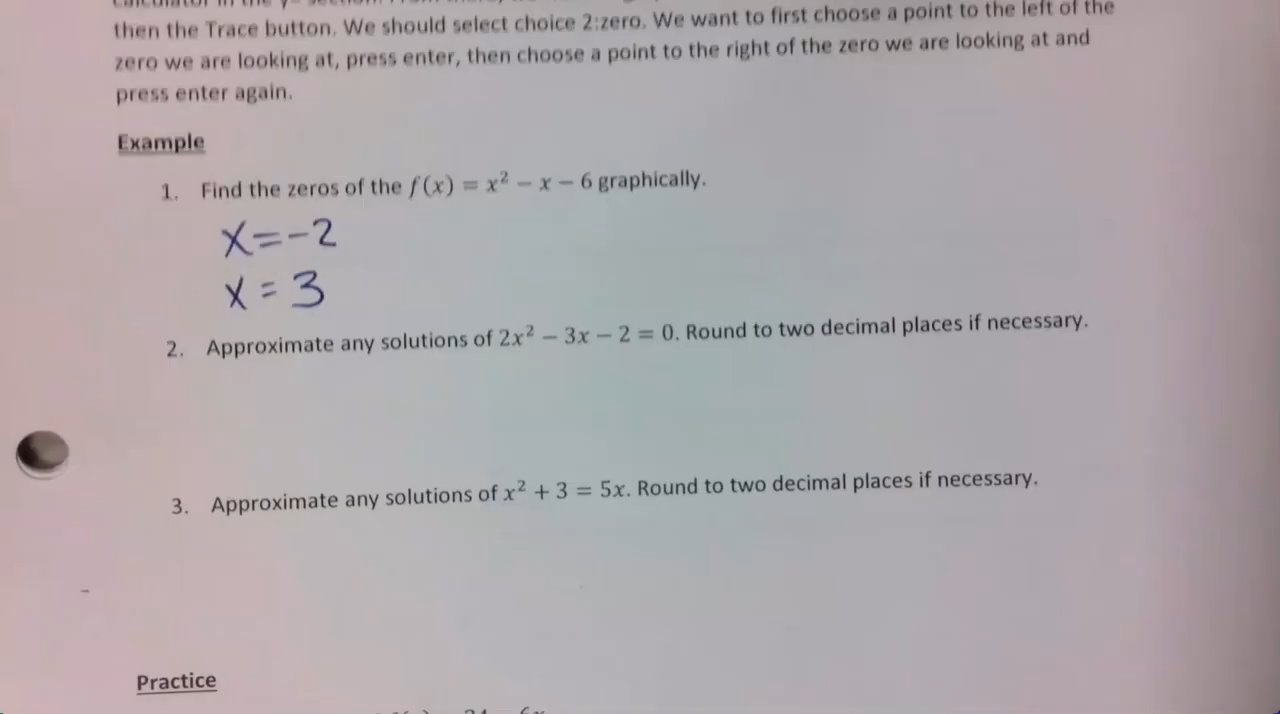 then the Trace button. We should select choice 2:zero. We want to first choose a point to the left of the
zero we are looking at, press enter, then choose a point to the right of the zero we are looking at and
press enter again.
Example
1. Find the zeros of the f(x) = x² − x − 6 graphically.
x=-2
x = 3
2. Approximate any solutions of 2x² − 3x − 2 = 0. Round to two decimal places if necessary.
3. Approximate any solutions of x² + 3 = 5x. Round to two decimal places if necessary.
Practice